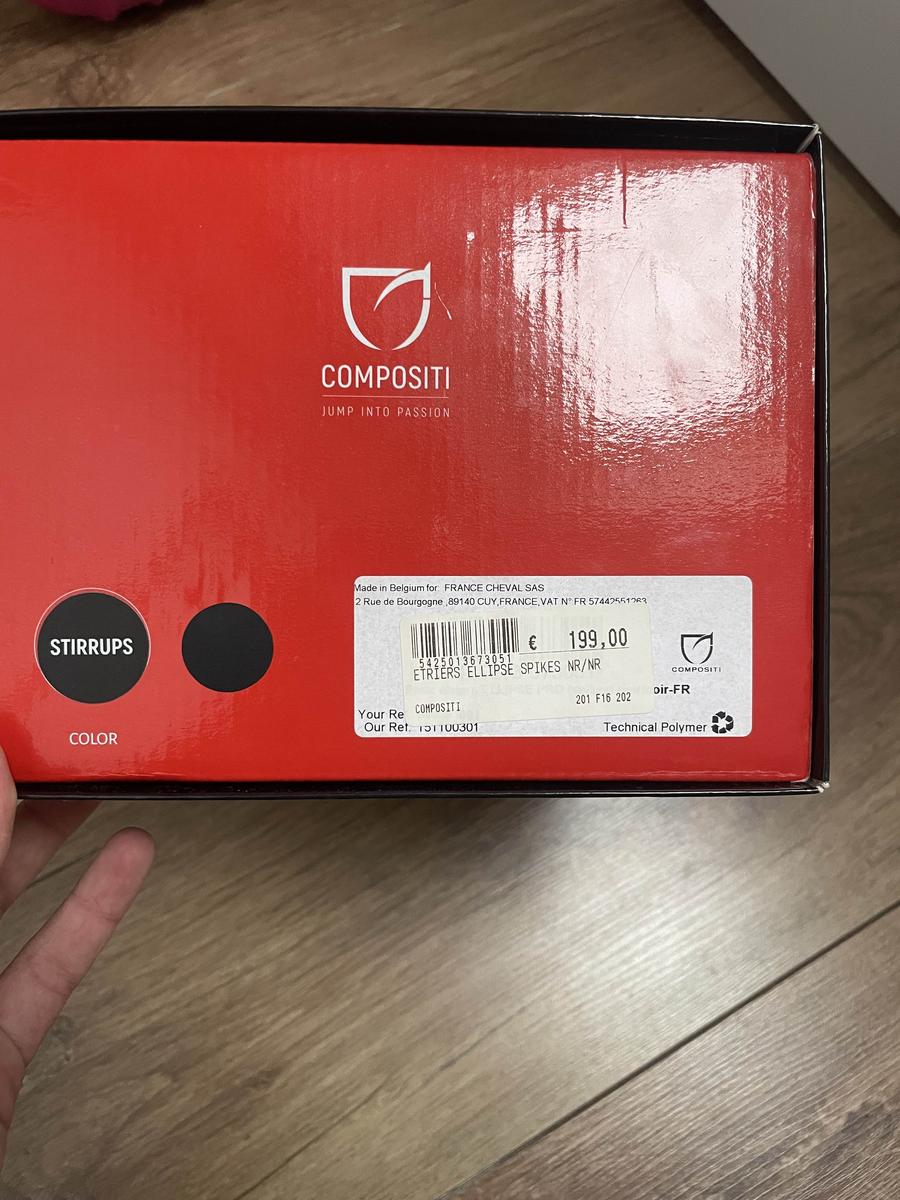 COMPOSITI
JUMP INTO PASSION
STIRRUPS
COLOR
Made in Belgium for: FRANCE CHEVAL SAS
2 Rue de Bourgogne ,89140 CUY,FRANCE,VAT N° FR 57442551263
€ 199,00
5425013673051
ETRIERS ELLIPSE SPIKES NR/NR
COMPOSITI
oir-FR
COMPOSITI 201 F16 202
Your Re
Our Ref. 151100301
Technical Polymer